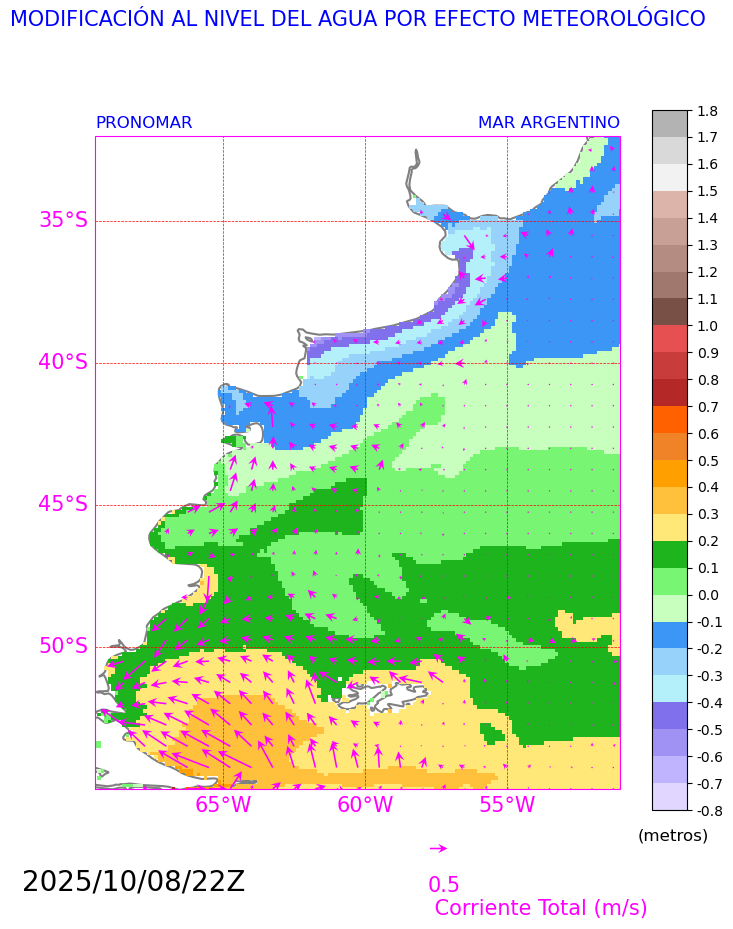 MODIFICACIÓN AL NIVEL DEL AGUA POR EFECTO METEOROLÓGICO
PRONOMAR
MAR ARGENTINO
35°S
40°S
45°S
50°S
65°W
60°W
55°W
1.8
1.7
1.6
1.5
1.4
1.3
1.2
1.1
1.0
0.9
0.8
0.7
0.6
0.5
0.4
0.3
0.2
0.1
0.0
-0.1
-0.2
-0.3
-0.4
-0.5
-0.6
-0.7
-0.8
(metros)
2025/10/08/22Z
0.5
Corriente Total (m/s)